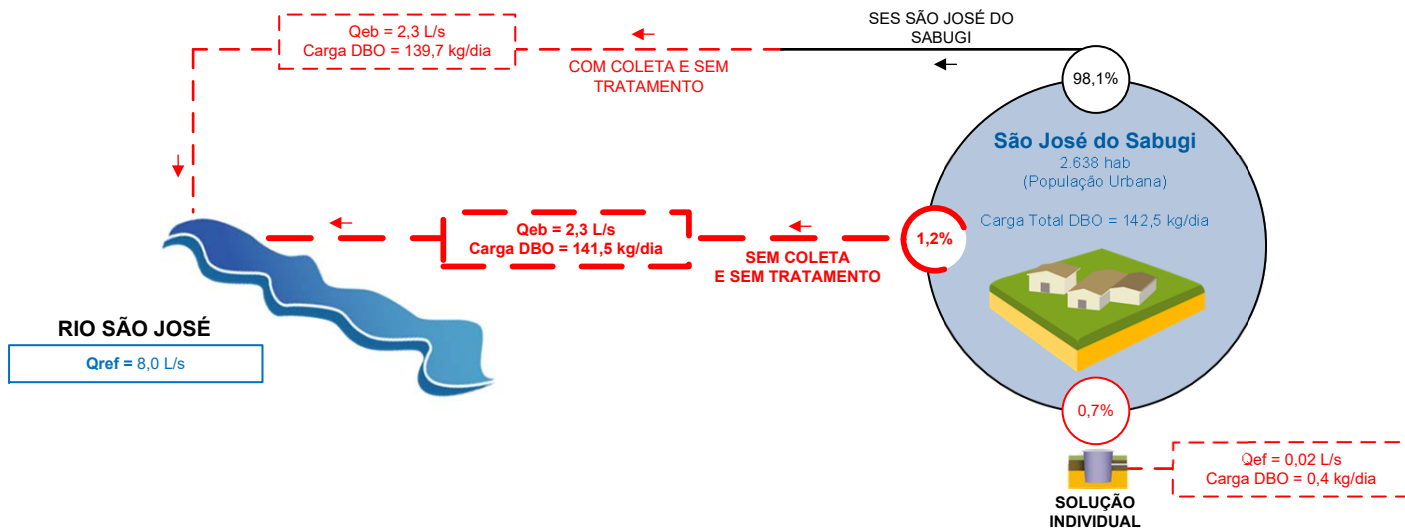 Qeb = 2,3 L/s
Carga DBO = 139,7 kg/dia
COM COLETA E SEM
TRATAMENTO
SES SÃO JOSÉ DO
SABUGI
98,1%
São José do Sabugi
2.638 hab
(População Urbana)
Carga Total DBO = 142,5 kg/dia
1,2%
Qeb = 2,3 L/s
Carga DBO = 141,5 kg/dia
SEM COLETA
E SEM TRATAMENTO
RIO SÃO JOSÉ
Qref = 8,0 L/s
0,7%
SOLUÇÃO
INDIVIDUAL
Qef = 0,02 L/s
Carga DBO = 0,4 kg/dia